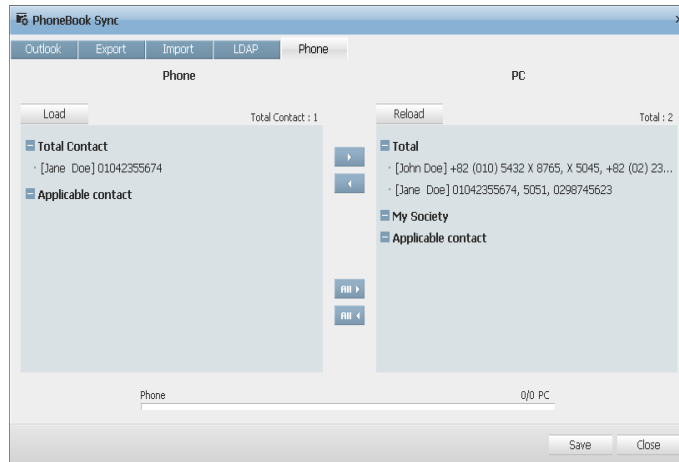 PhoneBook Sync
Outlook Export Import LDAP Phone
Phone PC
Load Total Contact : 1 Reload Total : 2
Total Contact
[Jane Doe] 01042355674
Applicable contact
Total
[John Doe] +82 (010) 5432 X 8765, X 5045, +82 (02) 23...
[Jane Doe] 01042355674, 5051, 0298745623
My Society
Applicable contact
All
All
Phone 0/0 PC
Save Close